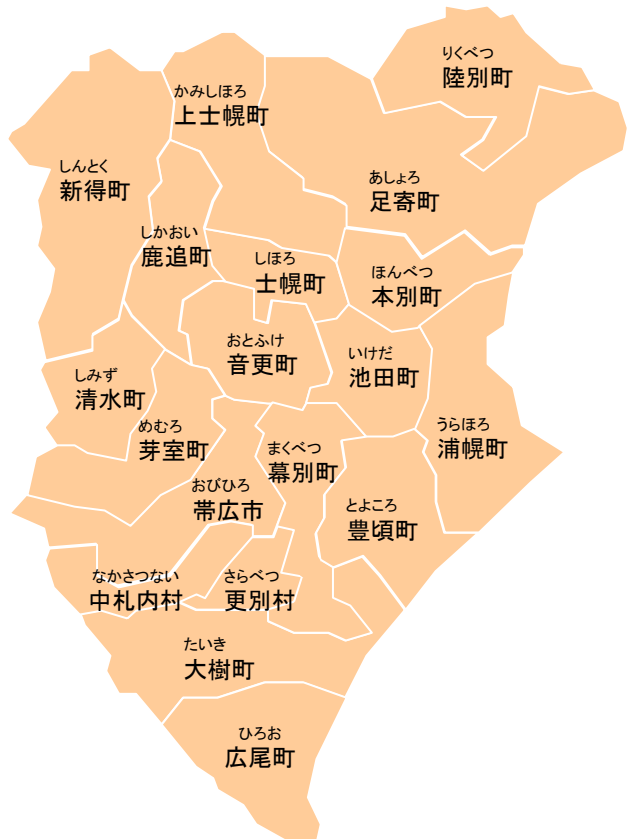 りくべつ
陸別町
かみしほろ
上士幌町
しんとく
新得町
あしょろ
足寄町
しかおい
鹿追町
しほろ
士幌町
ほんべつ
本別町
おとふけ
音更町
いけだ
池田町
しみず
清水町
めむろ
芽室町
うらほろ
浦幌町
まくべつ
幕別町
おびひろ
帯広市
とよころ
豊頃町
なかさつない
中札内村
さらべつ
更別村
たいき
大樹町
ひろお
広尾町